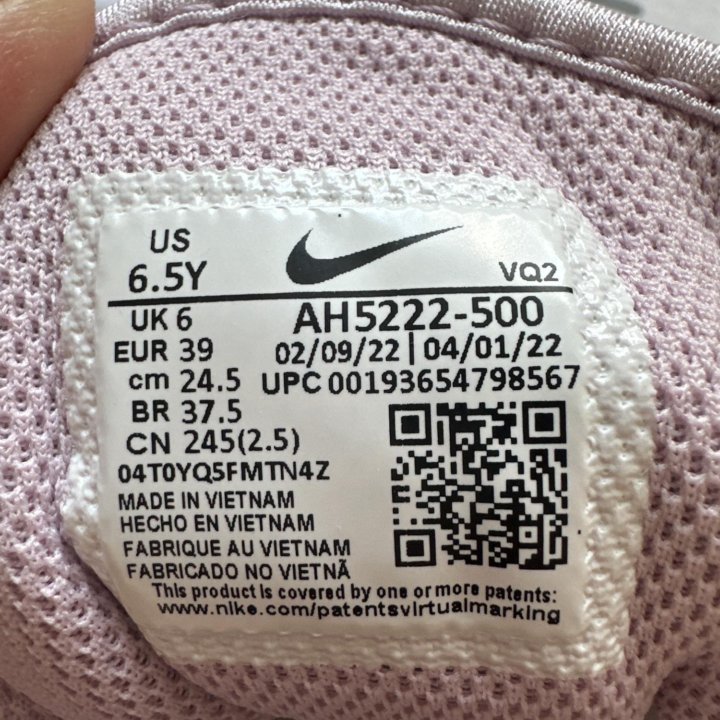 US
6.5Y
VQ2
UK 6
AH5222-500
EUR 39
02/09/22 | 04/01/22
cm 24.5
UPC 00193654798567
BR 37.5
CN 245(2.5)
04T0YQ5FMTN4Z
MADE IN VIETNAM
HECHO EN VIETNAM
FABRIQUE AU VIETNAM
FABRICADO NO VIETNÃ
This product is covered by one or more patents:
www.nike.com/patentsvirtualmarking